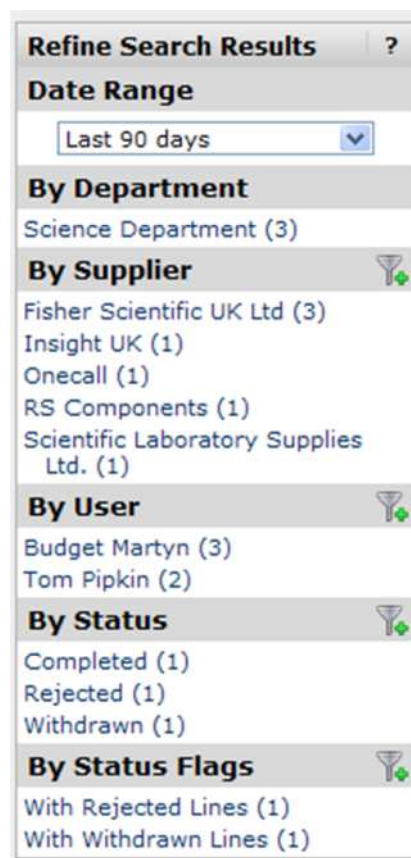 Refine Search Results ?
Date Range
Last 90 days
By Department
Science Department (3)
By Supplier
Fisher Scientific UK Ltd (3)
Insight UK (1)
Onecall (1)
RS Components (1)
Scientific Laboratory Supplies
Ltd. (1)
By User
Budget Martyn (3)
Tom Pipkin (2)
By Status
Completed (1)
Rejected (1)
Withdrawn (1)
By Status Flags
With Rejected Lines (1)
With Withdrawn Lines (1)